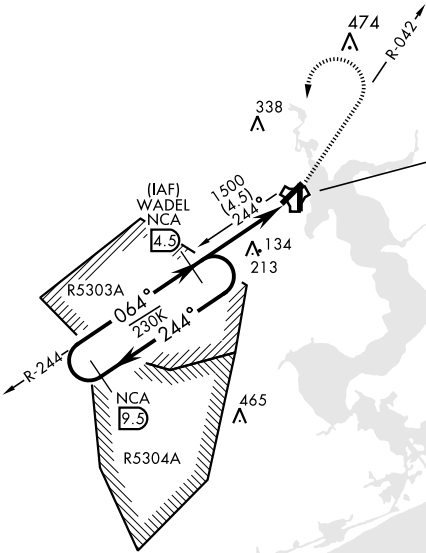 474
R-042
338
1500
(4.5)
244°
(IAF)
WADEL
NCA
4.5
134
213
R5303A
064°
230K
244°
R-244
NCA
9.5
465
R5304A